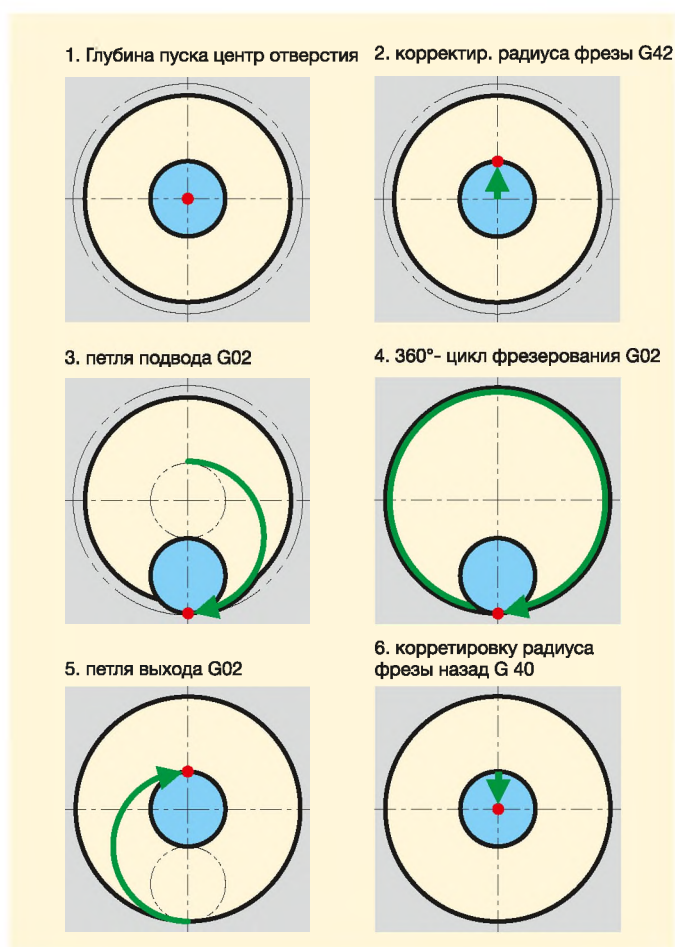 1. Глубина пуска центр отверстия
2. корректир. радиуса фрезы G42
3. петля подвода G02
4. 360°- цикл фрезерования G02
5. петля выхода G02
6. корретировку радиуса
фрезы назад G 40